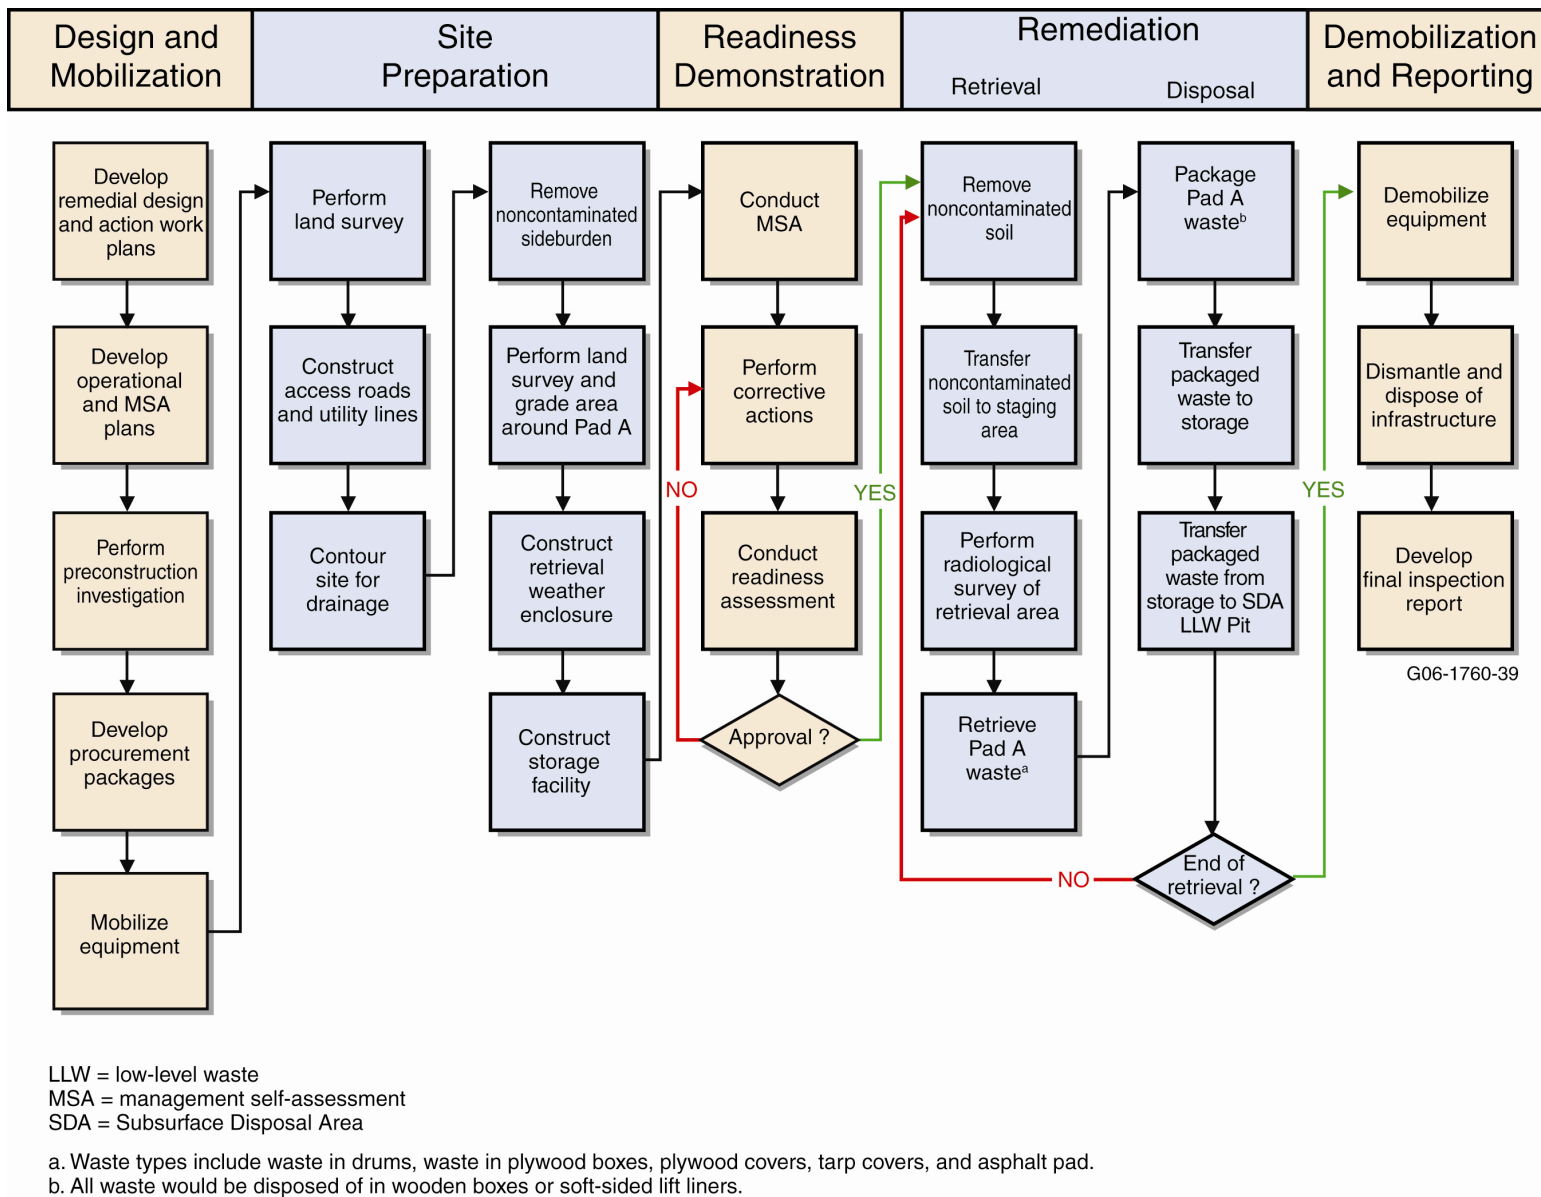 Design and
Mobilization
Site
Preparation
Readiness
Demonstration
Remediation
Retrieval
Disposal
Demobilization
and Reporting
Develop
remedial design
and action work
plans
Develop
operational
and MSA
plans
Perform
preconstruction
investigation
Develop
procurement
packages
Mobilize
equipment
Perform
land survey
Construct
access roads
and utility lines
Contour
site for
drainage
Remove
noncontaminated
sideburden
Perform land
survey and
grade area
around Pad A
Construct
retrieval
weather
enclosure
Construct
storage
facility
Conduct
MSA
Perform
corrective
actions
Conduct
readiness
assessment
Approval ?
NO
YES
Remove
noncontaminated
soil
Transfer
noncontaminated
soil to staging
area
Perform
radiological
survey of
retrieval area
Retrieve
Pad A
wasteª
Package
Pad A
wasteᵇ
Transfer
packaged
waste to
storage
Transfer
packaged
waste from
storage to SDA
LLW Pit
End of
retrieval ?
NO
YES
Demobilize
equipment
Dismantle and
dispose of
infrastructure
Develop
final inspection
report
G06-1760-39
LLW = low-level waste
MSA = management self-assessment
SDA = Subsurface Disposal Area
a. Waste types include waste in drums, waste in plywood boxes, plywood covers, tarp covers, and asphalt pad.
b. All waste would be disposed of in wooden boxes or soft-sided lift liners.